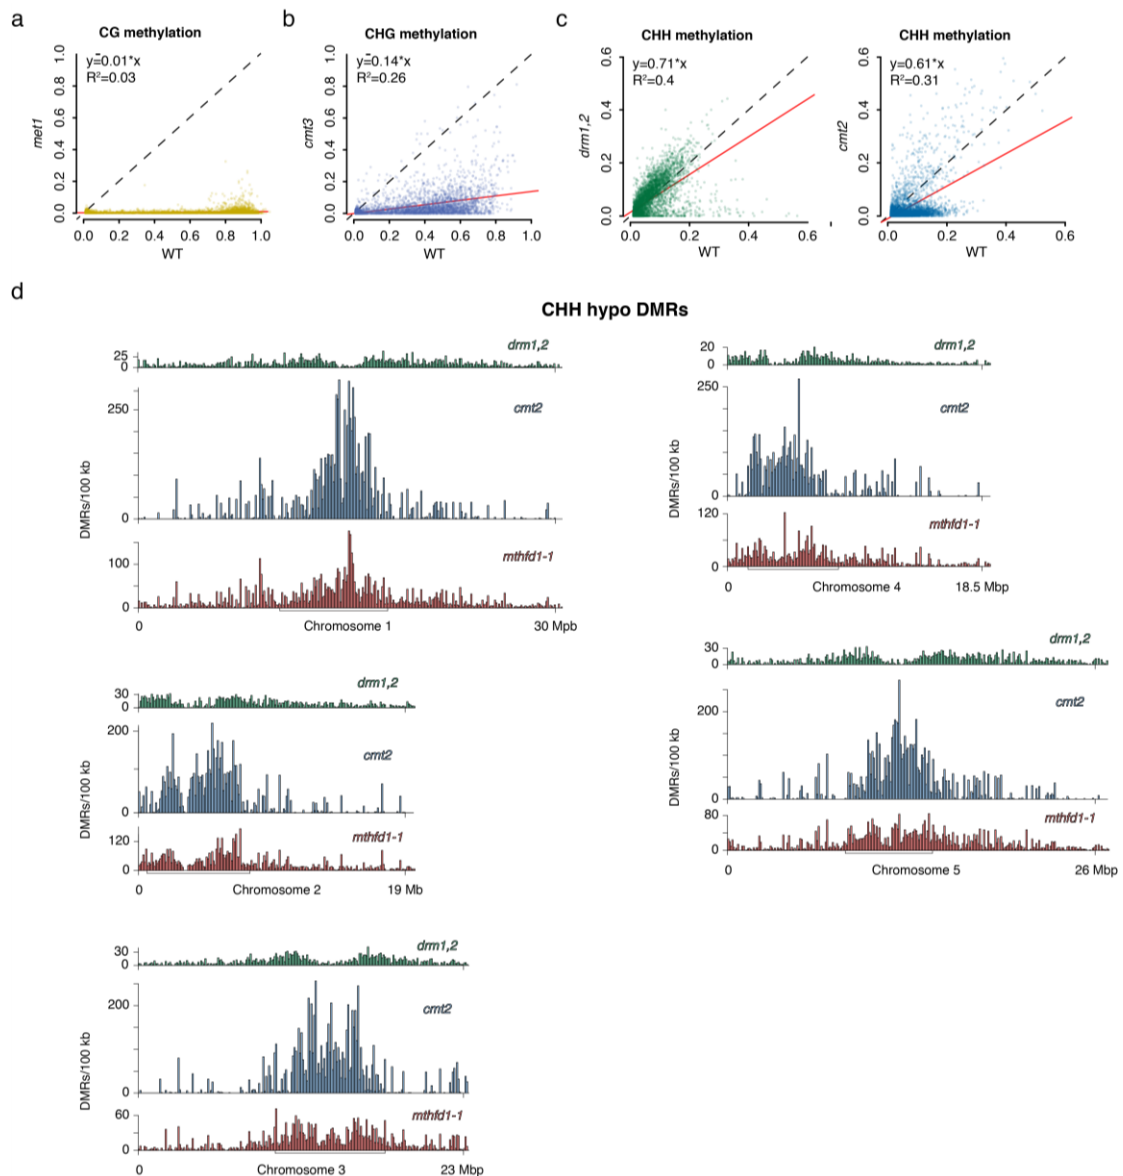 a
CG methylation
y=0.01*x
R²=0.03
met1
0.0 0.2 0.4 0.6 0.8 1.0
0.0 0.2 0.4 0.6 0.8 1.0
WT
b
CHG methylation
y=0.14*x
R²=0.26
cmt3
0.0 0.2 0.4 0.6 0.8 1.0
0.0 0.2 0.4 0.6 0.8 1.0
WT
c
CHH methylation
y=0.71*x
R²=0.4
drm1,2
0.0 0.2 0.4 0.6
0.0 0.2 0.4 0.6
WT
CHH methylation
y=0.61*x
R²=0.31
cmt2
0.0 0.2 0.4 0.6
0.0 0.2 0.4 0.6
WT
d
CHH hypo DMRs
drm1,2
25
0
cmt2
250
0
DMRs/100 kb
mthfd1-1
100
0
0 Chromosome 1 30 Mpb
drm1,2
30
0
cmt2
200
0
DMRs/100 kb
mthfd1-1
120
0
0 Chromosome 2 19 Mb
drm1,2
30
0
cmt2
200
0
DMRs/100 kb
mthfd1-1
60
0
0 Chromosome 3 23 Mbp
drm1,2
20
0
cmt2
250
0
DMRs/100 kb
mthfd1-1
120
0
0 Chromosome 4 18.5 Mbp
drm1,2
30
0
cmt2
200
0
DMRs/100 kb
mthfd1-1
80
0
0 Chromosome 5 26 Mbp